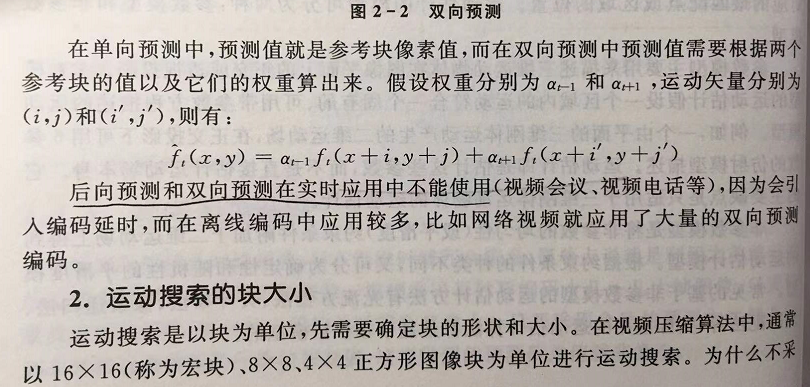 图2-2 双向预测
在单向预测中,预测值就是参考块像素值,而在双向预测中预测值需要根据两个
参考块的值以及它们的权重算出来。假设权重分别为 αₜ₋₁ 和 αₜ₊₁ ,运动矢量分别为
(i,j)和(i′,j′),则有:
f̂ₜ(x,y) = αₜ₋₁fₜ(x+i,y+j)+αₜ₊₁fₜ(x+i′,y+j′)
后向预测和双向预测在实时应用中不能使用(视频会议、视频电话等),因为会引
入编码延时,而在离线编码中应用较多,比如网络视频就应用了大量的双向预测
编码。
2. 运动搜索的块大小
运动搜索是以块为单位,先需要确定块的形状和大小。在视频压缩算法中,通常
以 16×16(称为宏块)、8×8、4×4 正方形图像块为单位进行运动搜索。为什么不采